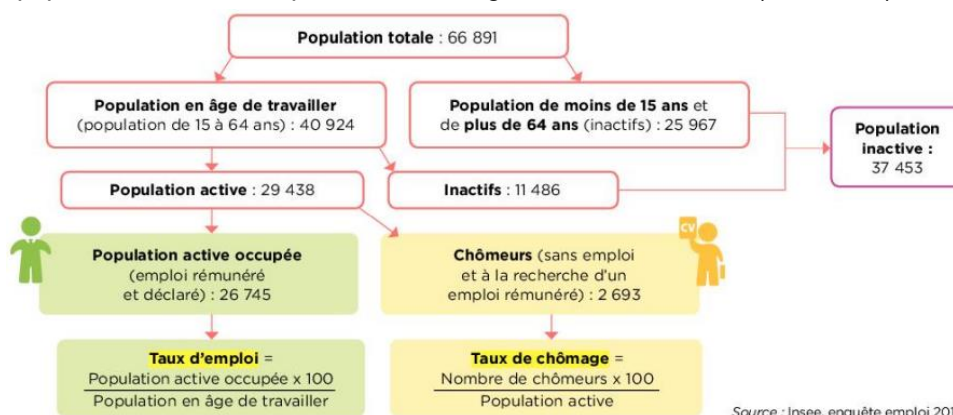 Population totale : 66 891
Population en âge de travailler
(population de 15 à 64 ans) : 40 924
Population de moins de 15 ans et
de plus de 64 ans (inactifs) : 25 967
Population
inactive :
37 453
Population active : 29 438
Inactifs : 11 486
CV
Population active occupée
(emploi rémunéré
et déclaré) : 26 745
Chômeurs (sans emploi
et à la recherche d'un
emploi rémunéré) : 2 693
Taux d'emploi =
Population active occupée x 100
Population en âge de travailler
Taux de chômage =
Nombre de chômeurs x 100
Population active
Source : Insee, enquête emploi